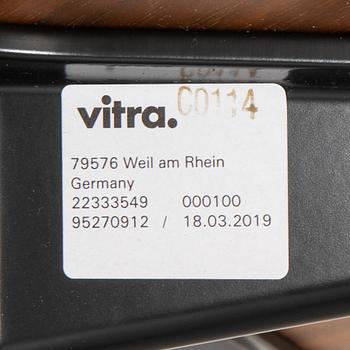 vitra. C0114
79576 Weil am Rhein
Germany
22333549 000100
95270912 / 18.03.2019